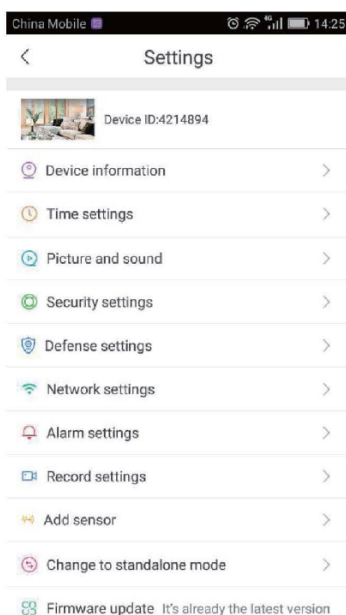 China Mobile 14:25
Settings
Device ID:4214894
Device information
Time settings
Picture and sound
Security settings
Defense settings
Network settings
Alarm settings
Record settings
Add sensor
Change to standalone mode
Firmware update It's already the latest version